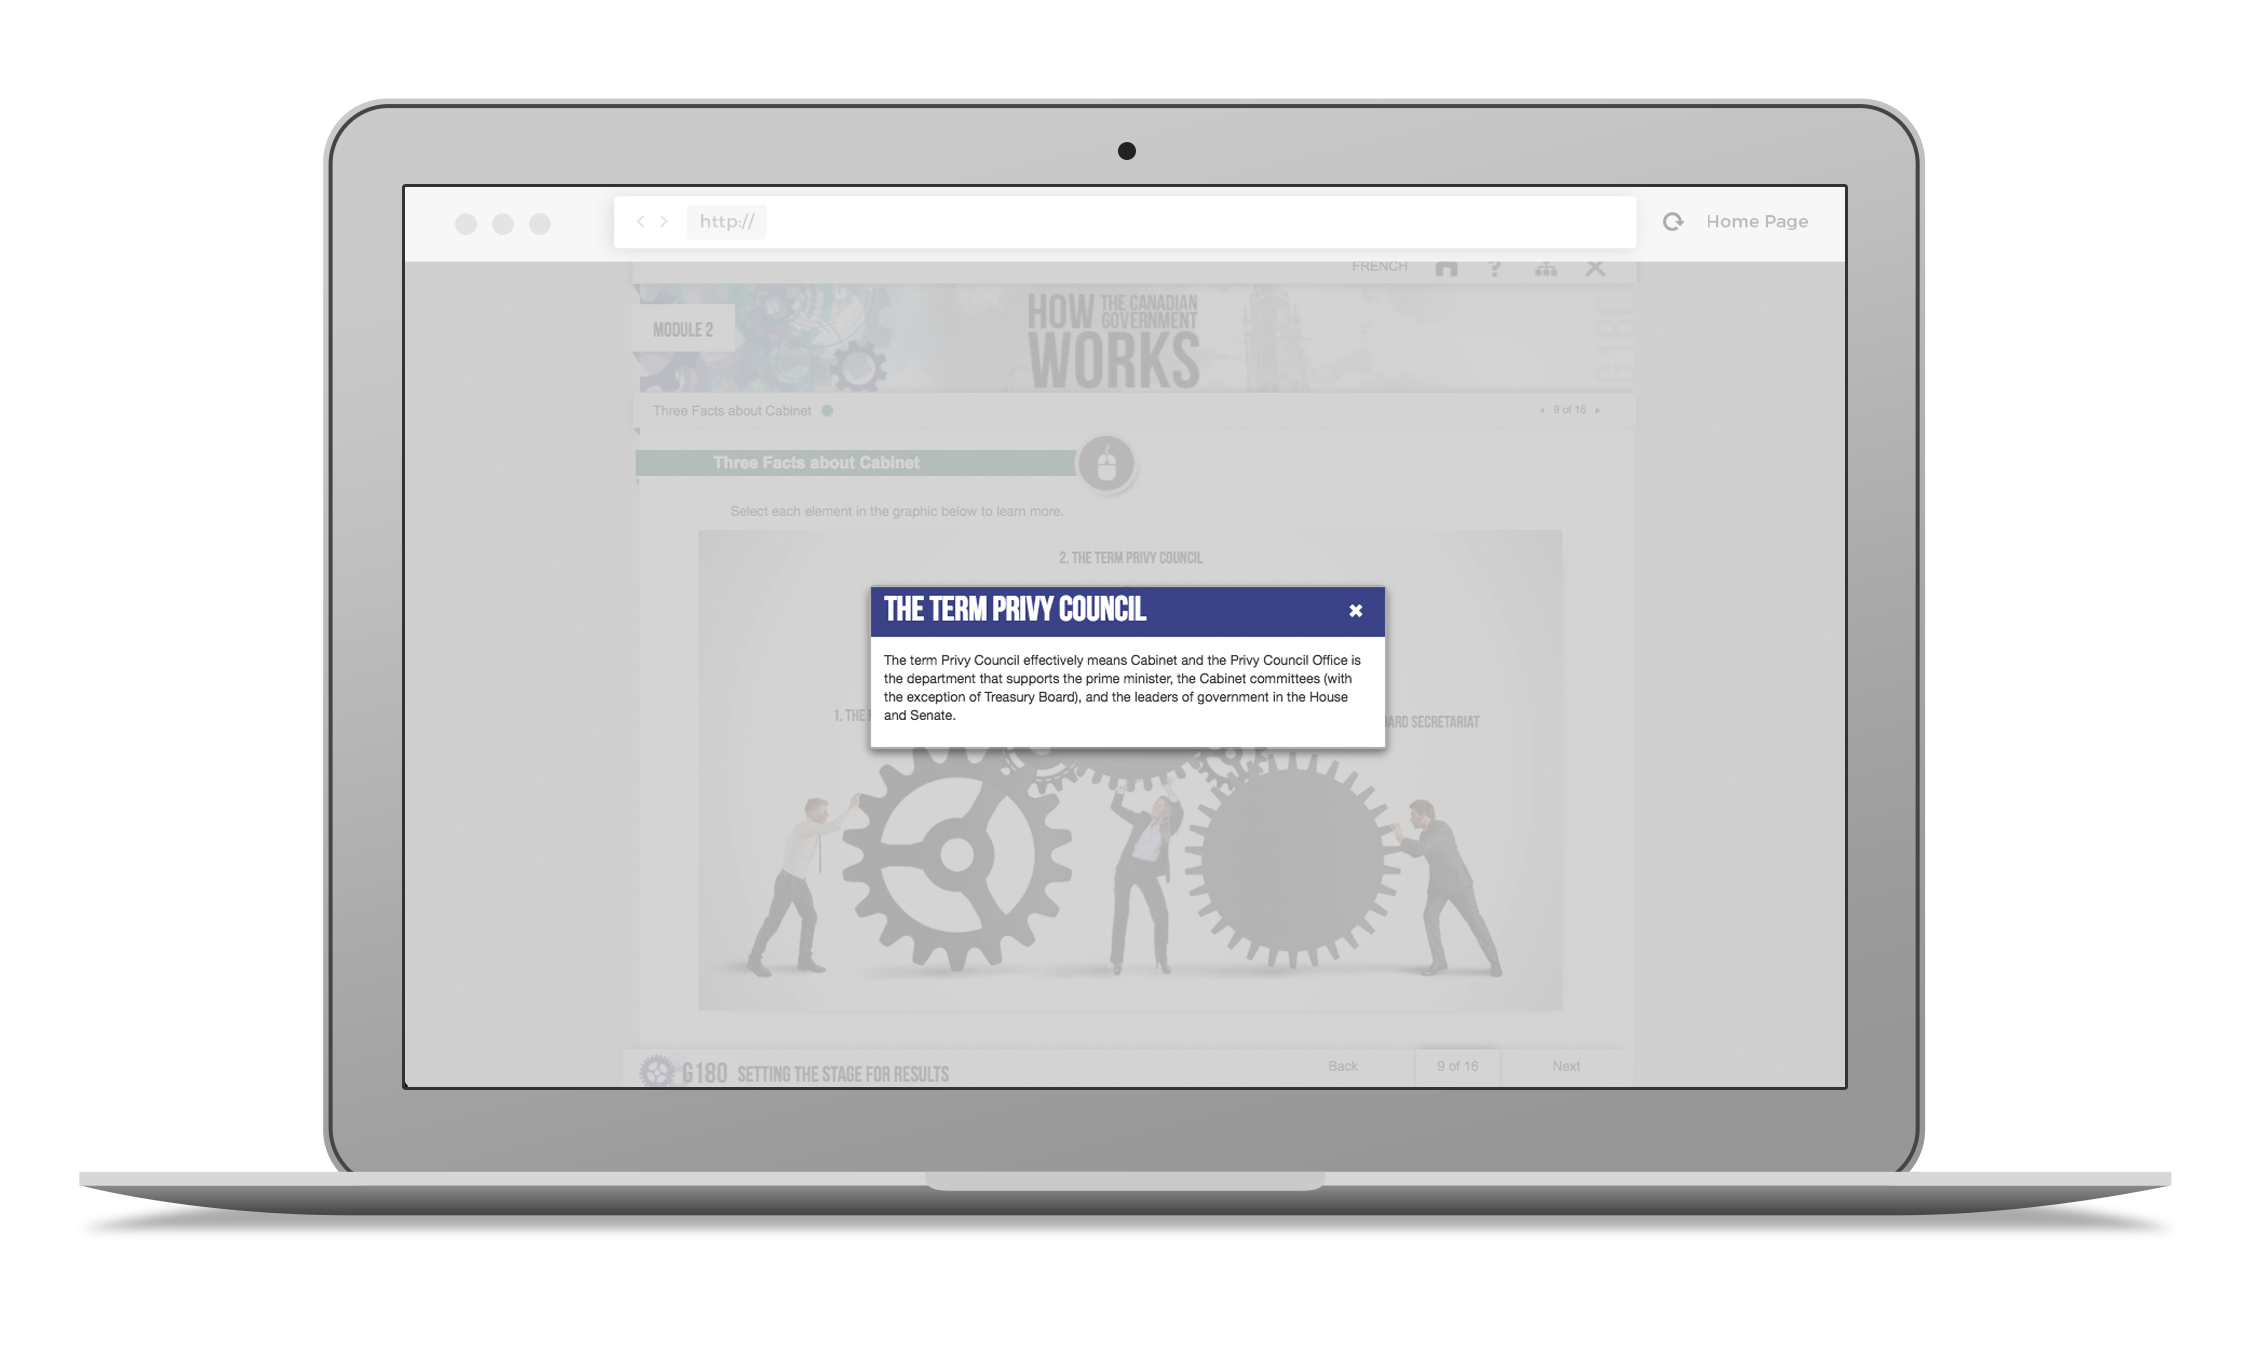 http://
Home Page
FRENCH
?
MODULE 2
HOW THE CANADIAN
GOVERNMENT
WORKS
G180
Three Facts about Cabinet
9 of 16
Three Facts about Cabinet
Select each element in the graphic below to learn more.
2. THE TERM PRIVY COUNCIL
THE TERM PRIVY COUNCIL
The term Privy Council effectively means Cabinet and the Privy Council Office is
the department that supports the prime minister, the Cabinet committees (with
the exception of Treasury Board), and the leaders of government in the House
and Senate.
1. THE
SECRETARIAT
G180 SETTING THE STAGE FOR RESULTS
Back
9 of 16
Next